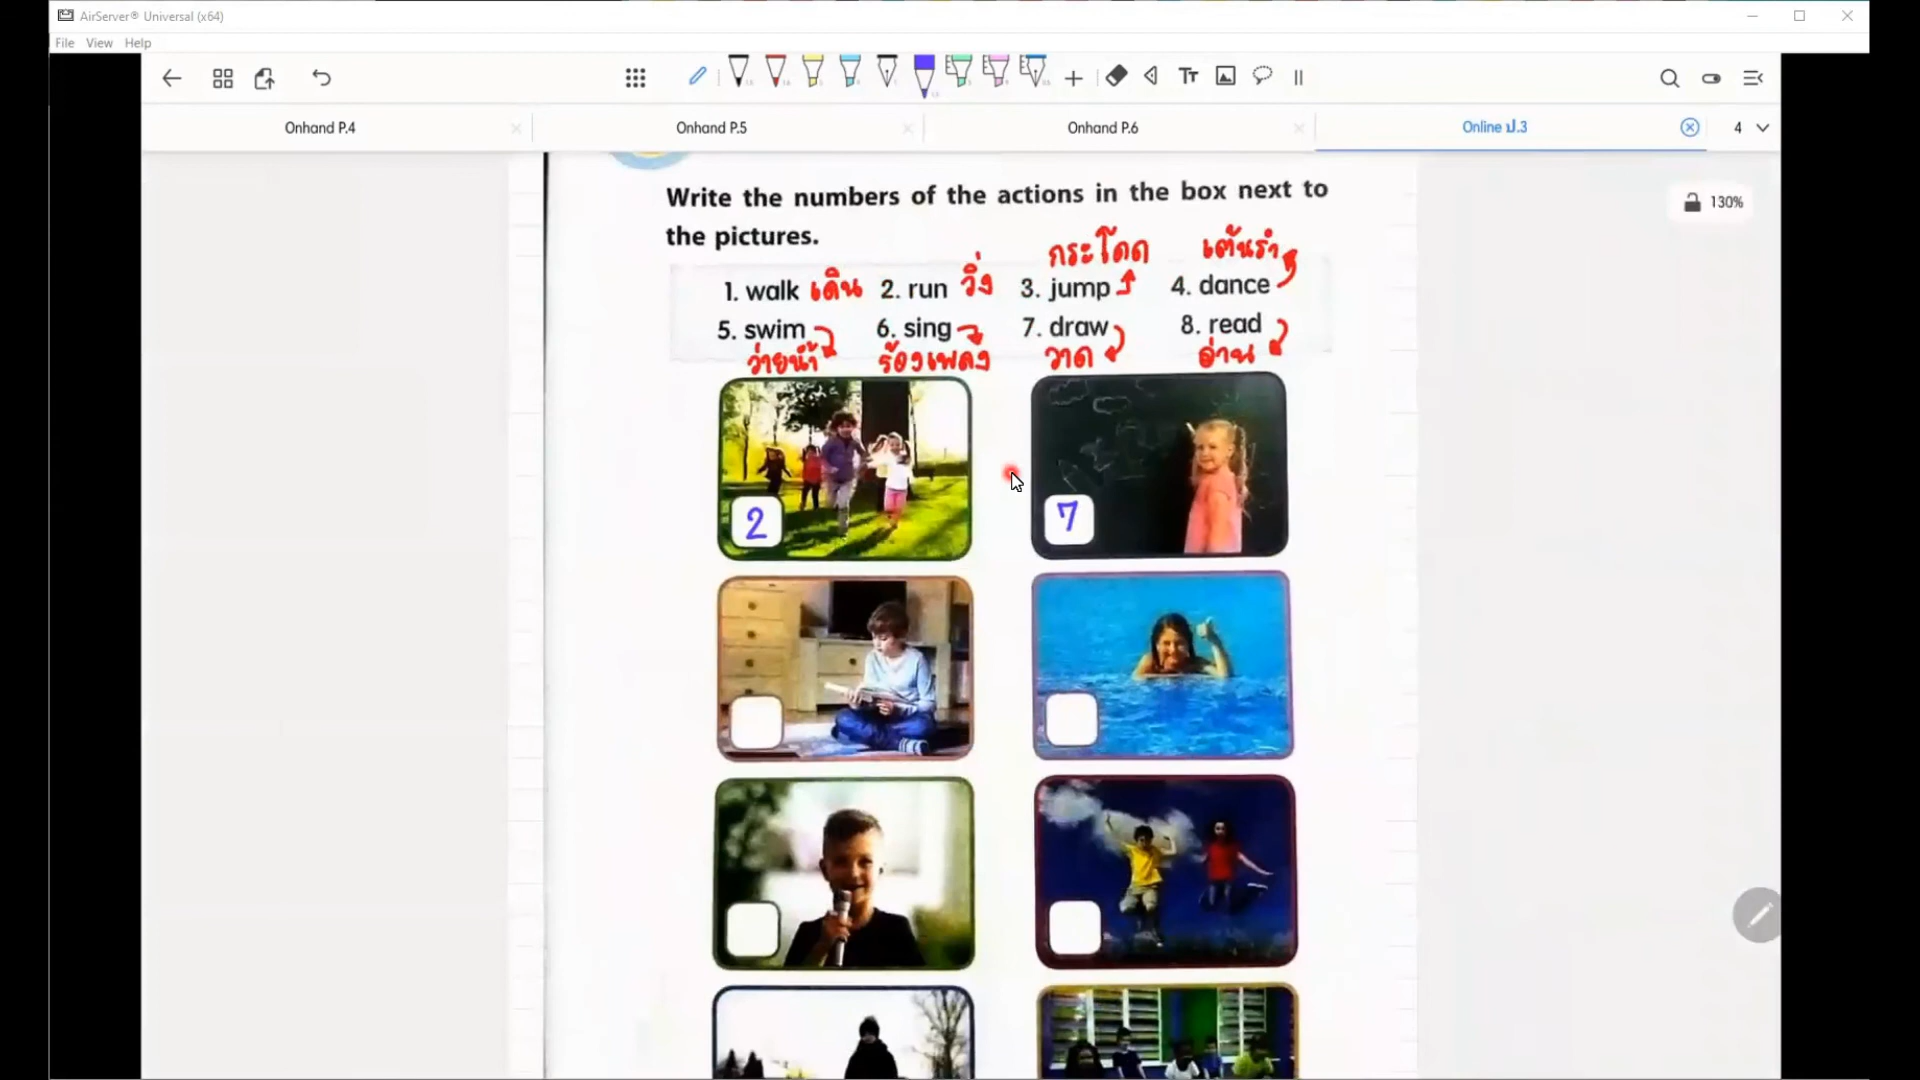 AirServer® Universal (x64)
File View Help
Onhand P.4
Onhand P.5
Onhand P.6
Online ป.3
4
130%
Write the numbers of the actions in the box next to
the pictures.
กระโดด เต้นรำ
1. walk เดิน 2. run วิ่ง 3. jump 4. dance
5. swim 6. sing 7. draw 8. read
ว่ายน้ำ ร้องเพลง วาด อ่าน
2
7